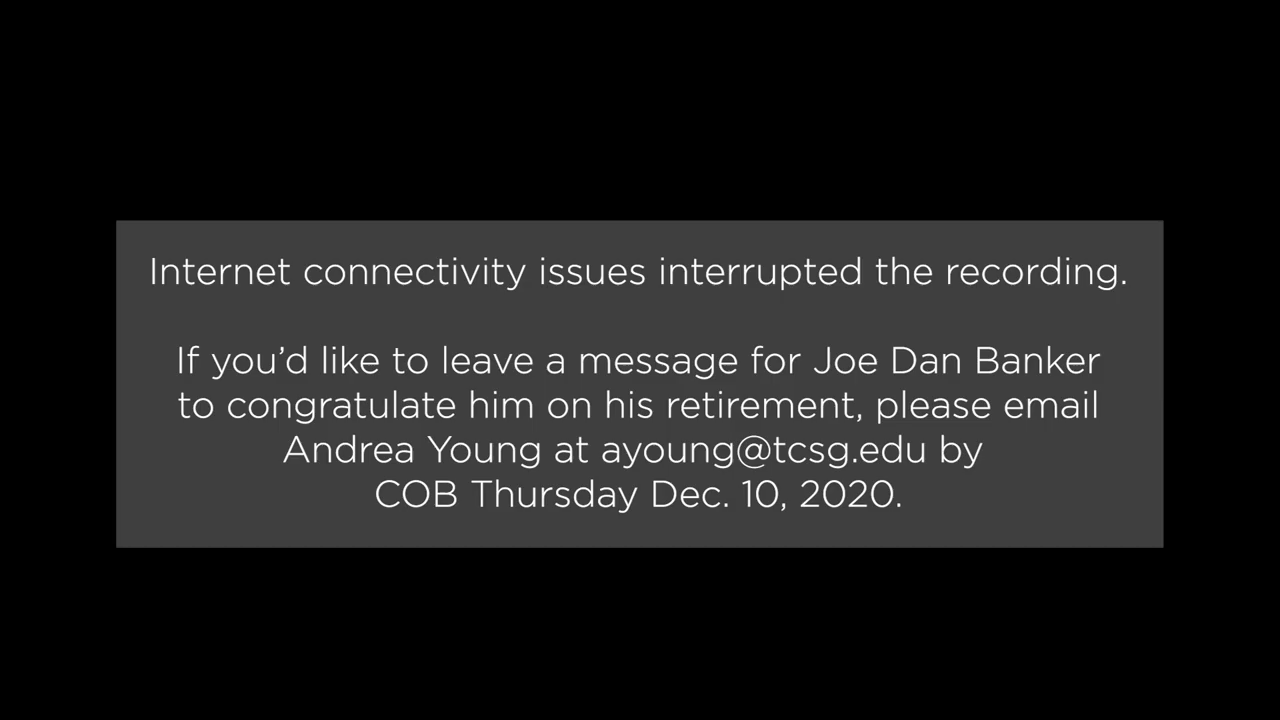 Internet connectivity issues interrupted the recording.
If you’d like to leave a message for Joe Dan Banker
to congratulate him on his retirement, please email
Andrea Young at ayoung@tcsg.edu by
COB Thursday Dec. 10, 2020.